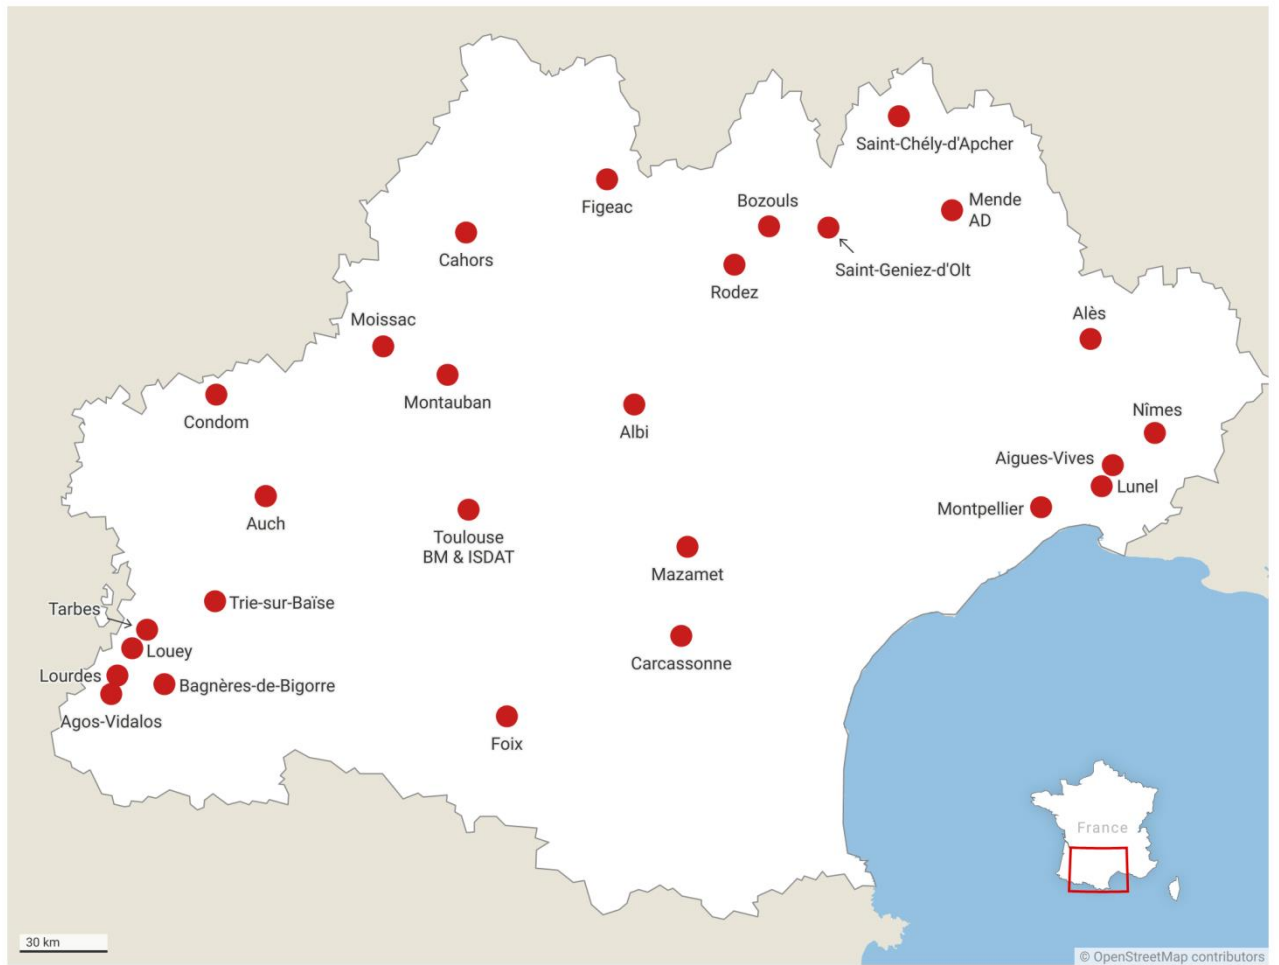 Saint-Chély-d'Apcher
Figeac
Bozouls
Mende
AD
Cahors
Saint-Geniez-d'Olt
Rodez
Moissac
Alès
Montauban
Condom
Albi
Nîmes
Aigues-Vives
Lunel
Montpellier
Auch
Toulouse
BM & ISDAT
Mazamet
Trie-sur-Baïse
Tarbes
Louey
Carcassonne
Lourdes
Bagnères-de-Bigorre
Agos-Vidalos
Foix
France
30 km
© OpenStreetMap contributors